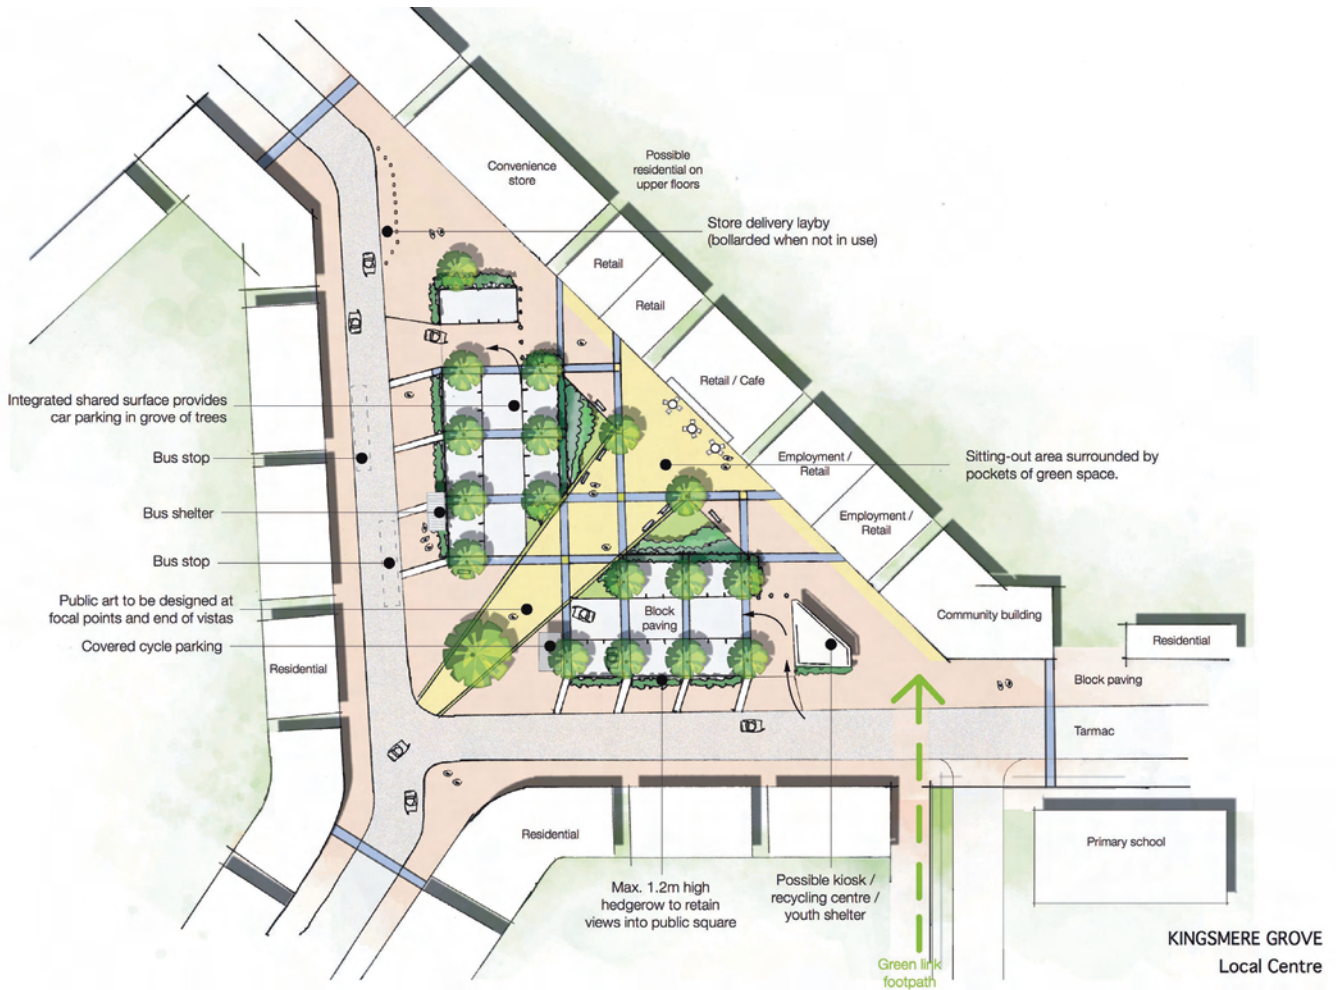 Convenience
store
Possible
residential on
upper floors
Store delivery layby
(bollarded when not in use)
Retail
Retail
Retail / Cafe
Integrated shared surface provides
car parking in grove of trees
Bus stop
Employment /
Retail
Sitting-out area surrounded by
pockets of green space.
Bus shelter
Employment /
Retail
Bus stop
Public art to be designed at
focal points and end of vistas
Block
paving
Community building
Covered cycle parking
Residential
Residential
Block paving
Tarmac
Residential
Primary school
Max. 1.2m high
hedgerow to retain
views into public square
Possible kiosk /
recycling centre /
youth shelter
Green link
footpath
KINGSMERE GROVE
Local Centre